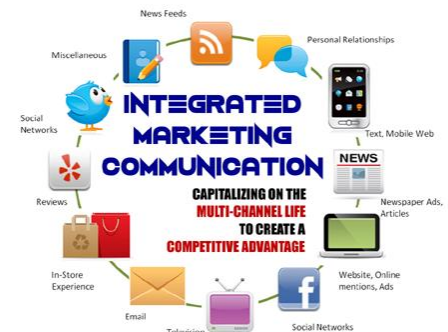 News Feeds
Personal Relationships
Miscellaneous
INTEGRATED
MARKETING
COMMUNICATION
Social
Networks
Text, Mobile Web
NEWS
CAPITALIZING ON THE
MULTI-CHANNEL LIFE
TO CREATE A
COMPETITIVE ADVANTAGE
Reviews
Newspaper Ads,
Articles
In-Store
Experience
Website, Online
mentions, Ads
f
Email
Social Networks
Television